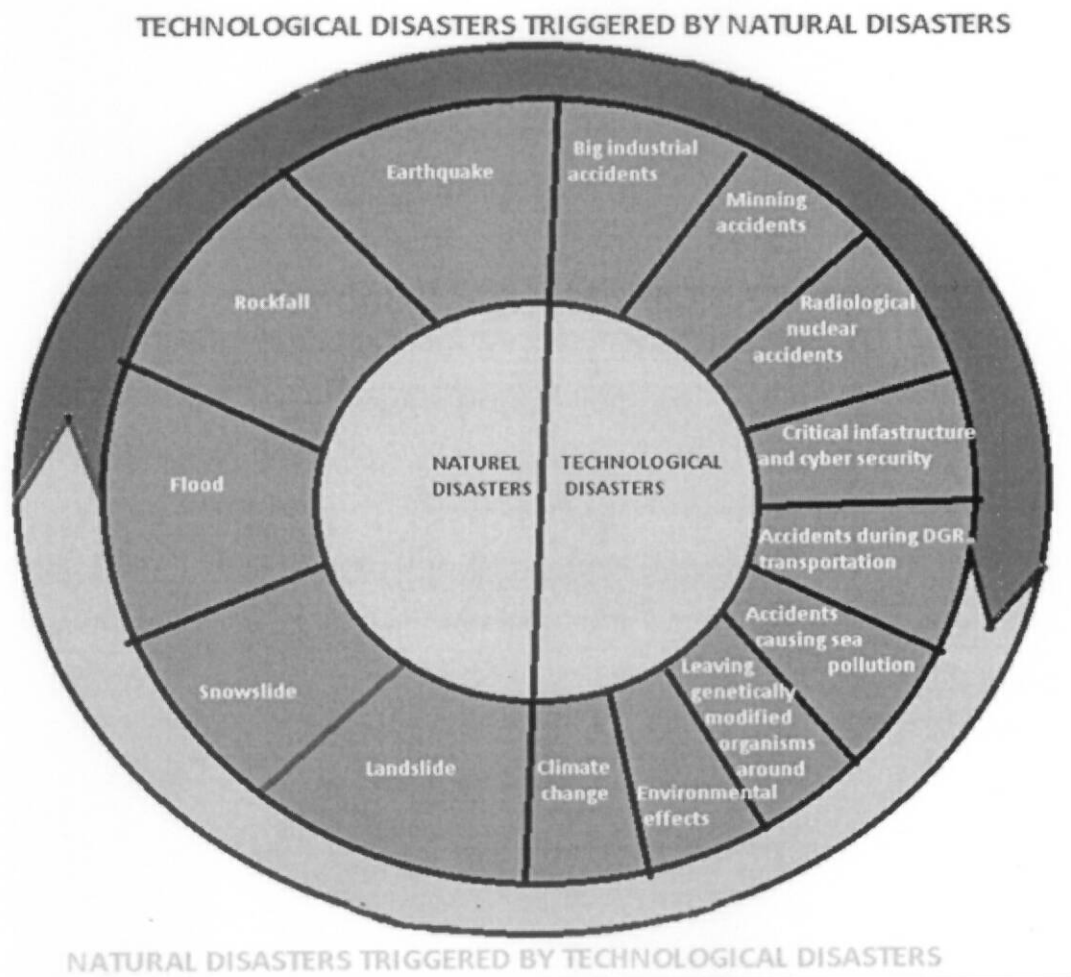 TECHNOLOGICAL DISASTERS TRIGGERED BY NATURAL DISASTERS
Earthquake
Big industrial
accidents
Minning
accidents
Rockfall
Radiological
nuclear
accidents
Critical infastructure
and cyber security
NATUREL
DISASTERS
TECHNOLOGICAL
DISASTERS
Flood
Accidents during DGR
transportation
Accidents
causing sea
pollution
Snowslide
Leaving
genetically
modified
organisms
around
Landslide
Climate
change
Environmental
effects
NATURAL DISASTERS TRIGGERED BY TECHNOLOGICAL DISASTERS